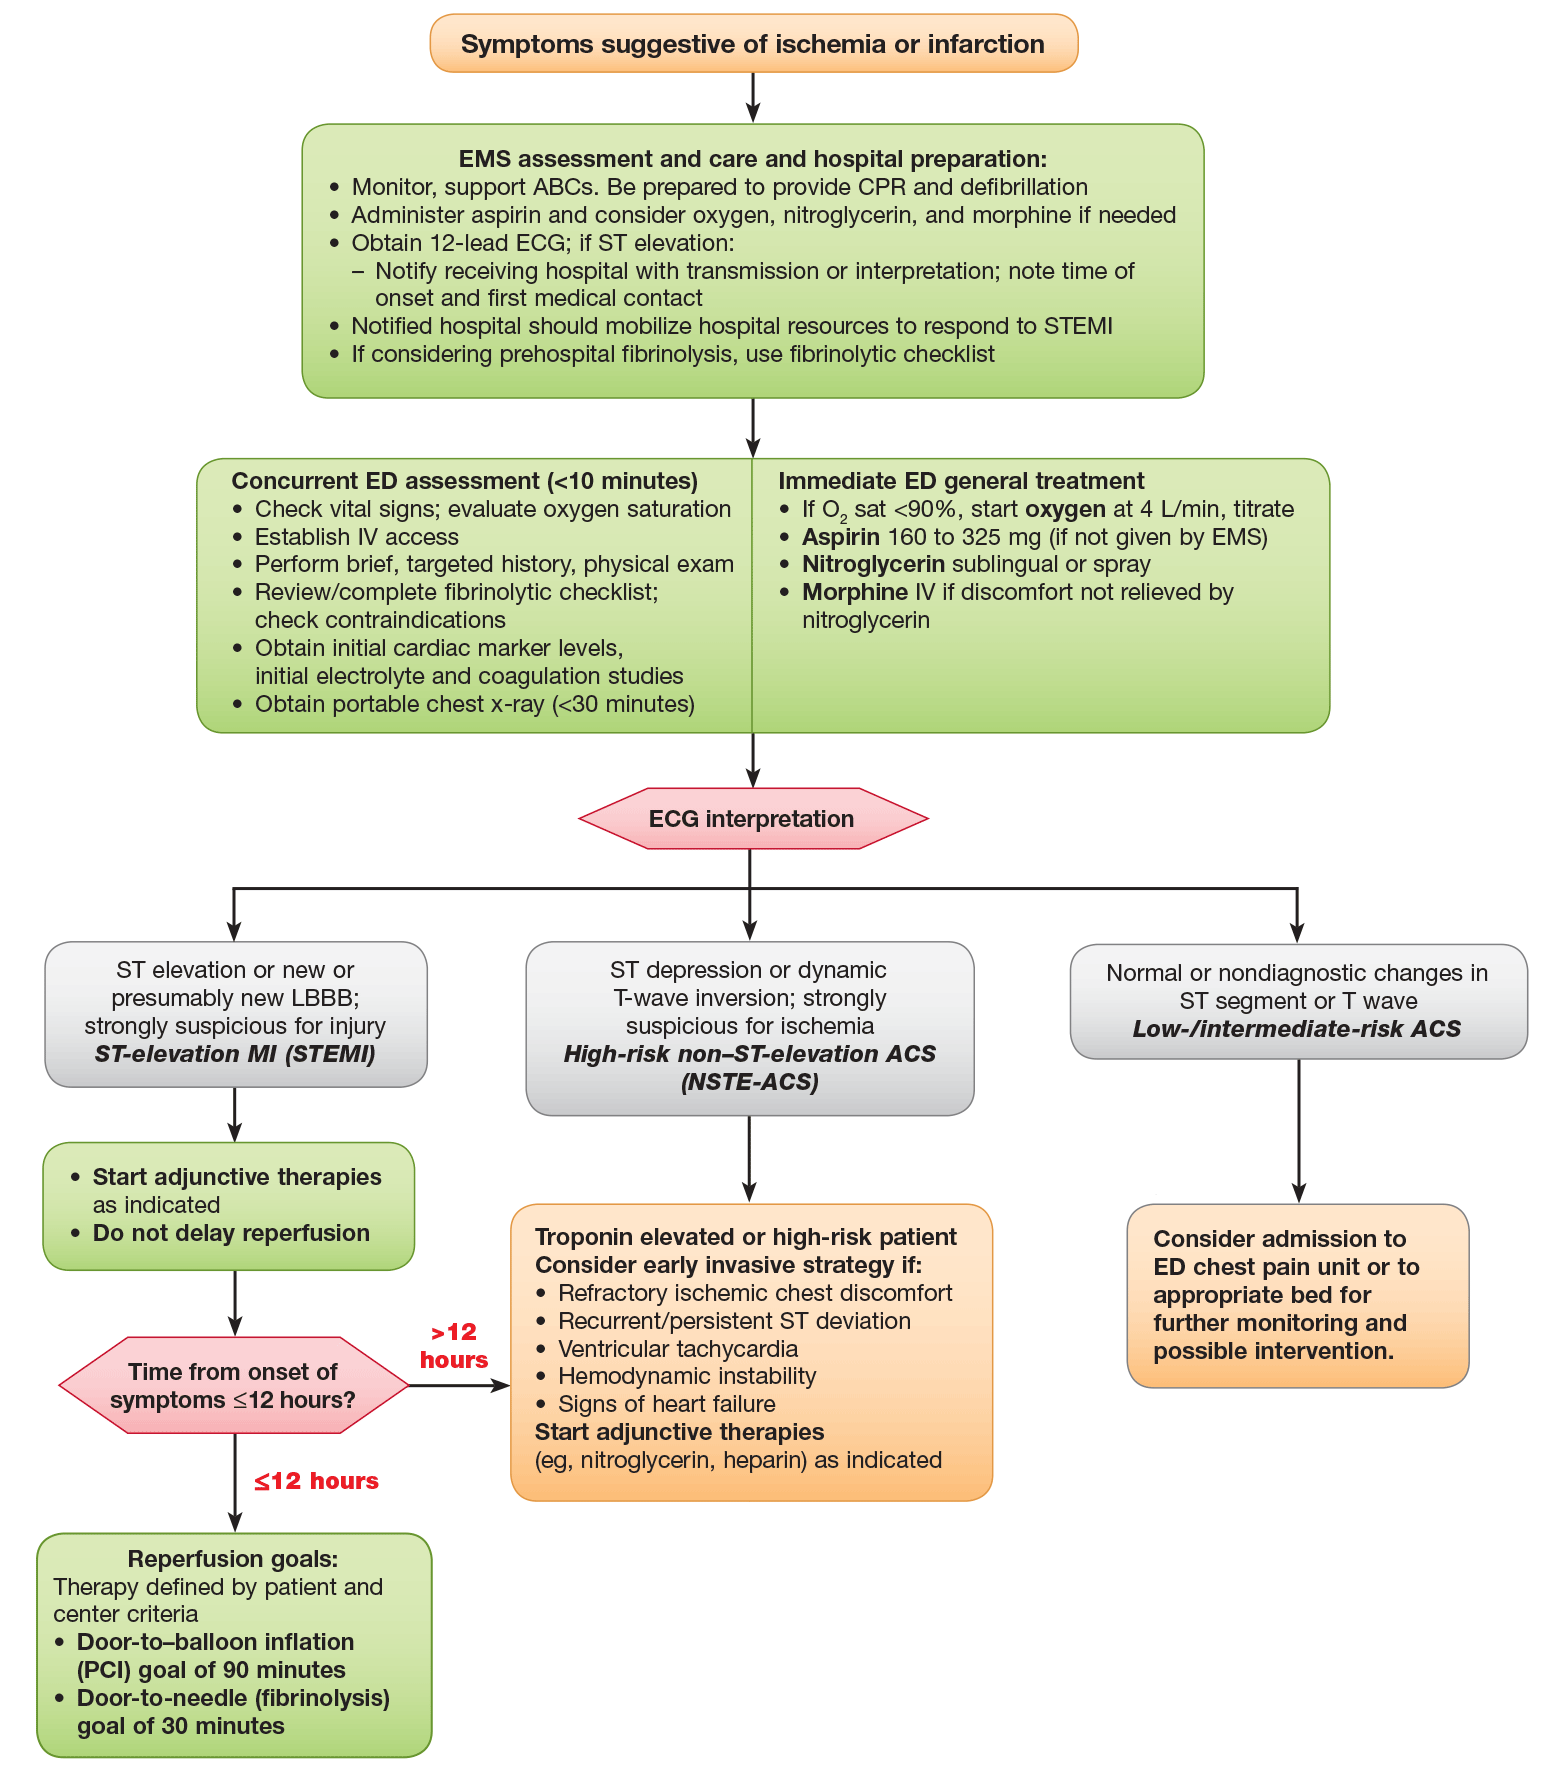 Symptoms suggestive of ischemia or infarction
EMS assessment and care and hospital preparation:
• Monitor, support ABCs. Be prepared to provide CPR and defibrillation
• Administer aspirin and consider oxygen, nitroglycerin, and morphine if needed
• Obtain 12-lead ECG; if ST elevation:
– Notify receiving hospital with transmission or interpretation; note time of
onset and first medical contact
• Notified hospital should mobilize hospital resources to respond to STEMI
• If considering prehospital fibrinolysis, use fibrinolytic checklist
Concurrent ED assessment (<10 minutes)
• Check vital signs; evaluate oxygen saturation
• Establish IV access
• Perform brief, targeted history, physical exam
• Review/complete fibrinolytic checklist;
check contraindications
• Obtain initial cardiac marker levels,
initial electrolyte and coagulation studies
• Obtain portable chest x-ray (<30 minutes)
Immediate ED general treatment
• If O2 sat <90%, start oxygen at 4 L/min, titrate
• Aspirin 160 to 325 mg (if not given by EMS)
• Nitroglycerin sublingual or spray
• Morphine IV if discomfort not relieved by
nitroglycerin
ECG interpretation
ST elevation or new or
presumably new LBBB;
strongly suspicious for injury
ST-elevation MI (STEMI)
ST depression or dynamic
T-wave inversion; strongly
suspicious for ischemia
High-risk non–ST-elevation ACS
(NSTE-ACS)
Normal or nondiagnostic changes in
ST segment or T wave
Low-/intermediate-risk ACS
• Start adjunctive therapies
as indicated
• Do not delay reperfusion
Time from onset of
symptoms ≤12 hours?
>12
hours
≤12 hours
Troponin elevated or high-risk patient
Consider early invasive strategy if:
• Refractory ischemic chest discomfort
• Recurrent/persistent ST deviation
• Ventricular tachycardia
• Hemodynamic instability
• Signs of heart failure
Start adjunctive therapies
(eg, nitroglycerin, heparin) as indicated
Consider admission to
ED chest pain unit or to
appropriate bed for
further monitoring and
possible intervention.
Reperfusion goals:
Therapy defined by patient and
center criteria
• Door-to–balloon inflation
(PCI) goal of 90 minutes
• Door-to-needle (fibrinolysis)
goal of 30 minutes